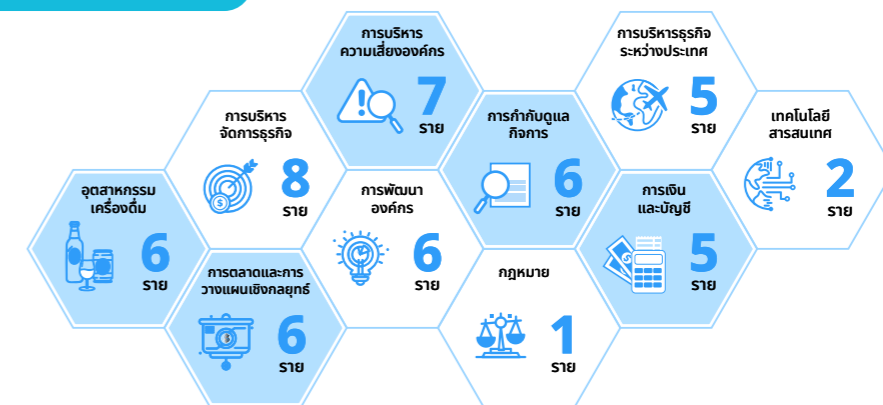 การบริหาร
ความเสี่ยงองค์กร
7
ราย
การบริหารธุรกิจ
ระหว่างประเทศ
5
ราย
การบริหาร
จัดการธุรกิจ
8
ราย
การกำกับดูแล
กิจการ
6
ราย
เทคโนโลยี
สารสนเทศ
2
ราย
อุตสาหกรรม
เครื่องดื่ม
6
ราย
การพัฒนา
องค์กร
6
ราย
การเงิน
และบัญชี
5
ราย
การตลาดและการ
วางแผนเชิงกลยุทธ์
6
ราย
กฎหมาย
1
ราย